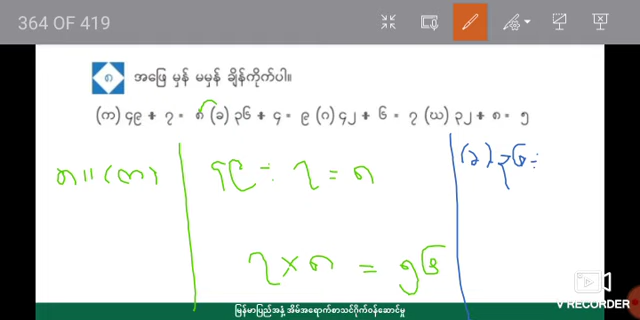 364 OF 419
၈ အဖြေ မှန် မမှန် ချိန်ကိုက်ပါ။
(က) ၄၉ ÷ ၇ = ၈ (ခ) ၃၆ ÷ ၄ = ၉ (ဂ) ၄၂ ÷ ၆ = ၇ (ဃ) ၃၂ ÷ ၈ = ၅
၈။ (က) ၄၉ ÷ ၇ = ၈ (ခ) ၃၆ ÷
၇ × ၈ = ၅၆
V RECORDER
မြန်မာပြည်အနှံ့ အိမ်အရောက်စာသင်ဝိုက်ဝန်ဆောင်မှု